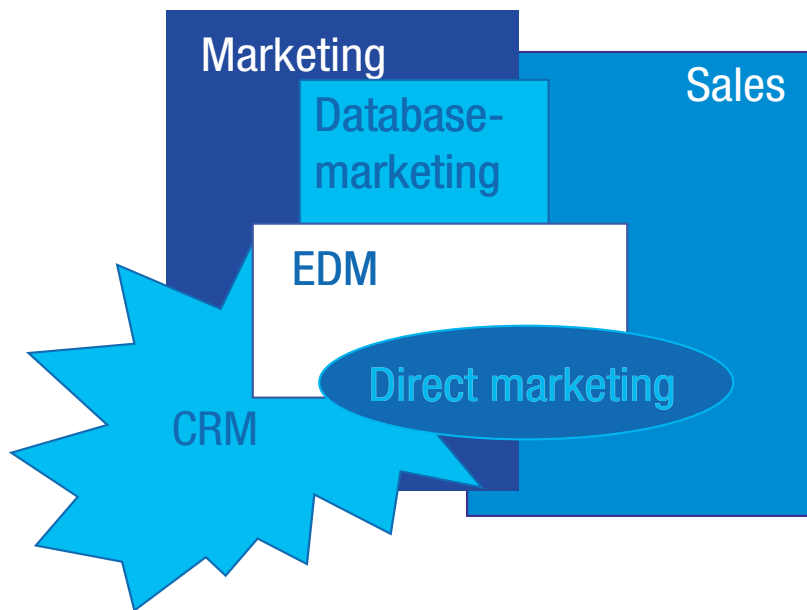 Marketing
Sales
Database-
marketing
EDM
Direct marketing
CRM